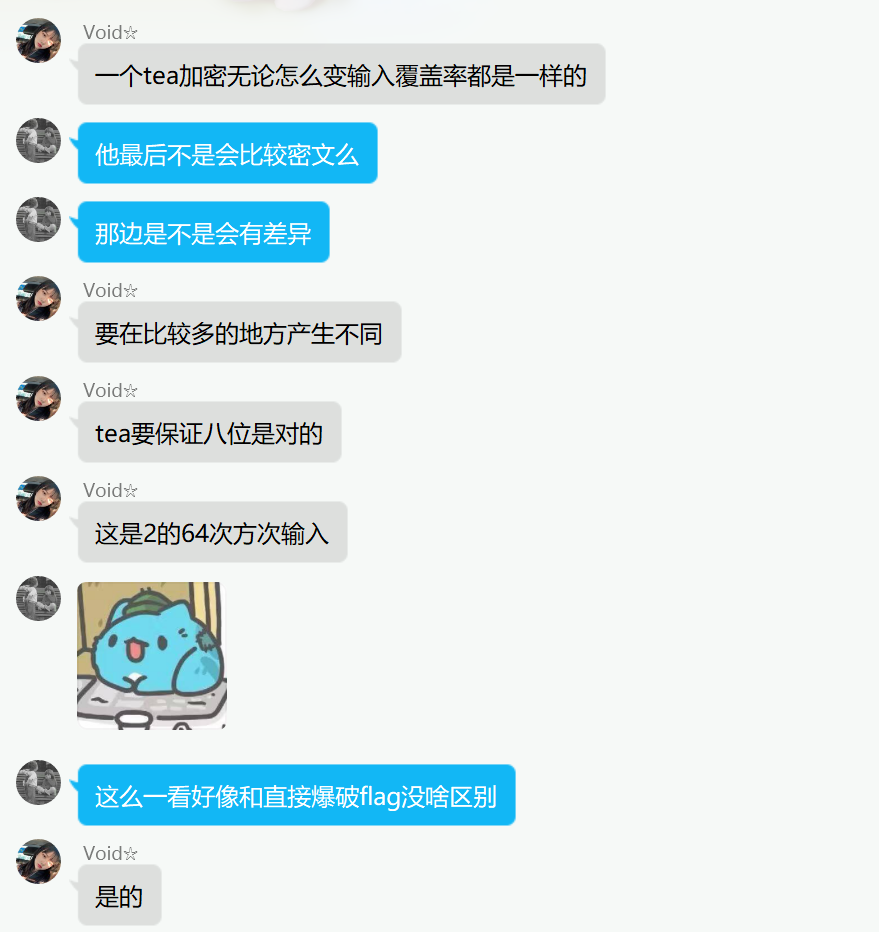 Void☆
一个tea加密无论怎么变输入覆盖率都是一样的
他最后不是会比较密文么
那边是不是会有差异
Void☆
要在比较多的地方产生不同
Void☆
tea要保证八位是对的
Void☆
这是2的64次方次输入
这么一看好像和直接爆破flag没啥区别
Void☆
是的